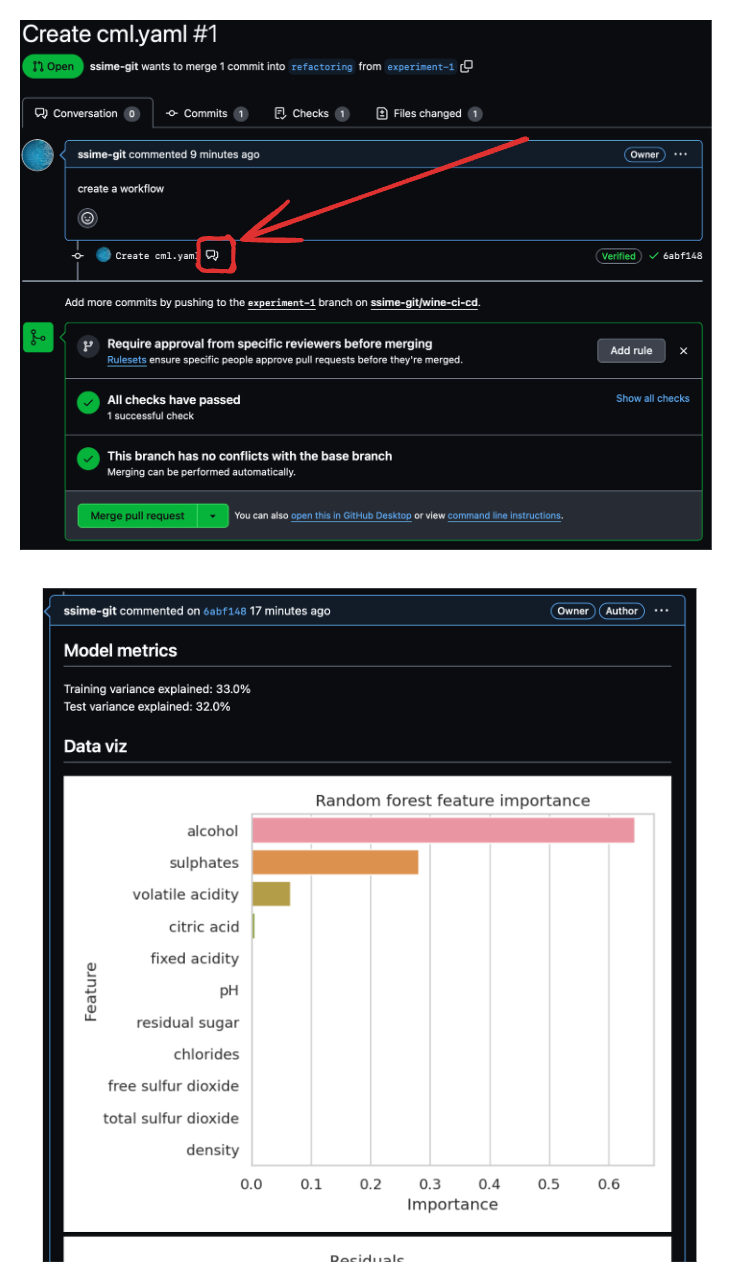 Create cml.yaml #1
Open ssime-git wants to merge 1 commit into refactoring from experiment-1
Conversation 0 Commits 1 Checks 1 Files changed 1
ssime-git commented 9 minutes ago Owner ...
create a workflow
Create cml.yaml Verified 6abf148
Add more commits by pushing to the experiment-1 branch on ssime-git/wine-ci-cd.
Require approval from specific reviewers before merging
Rulesets ensure specific people approve pull requests before they're merged.
Add rule
All checks have passed
1 successful check
Show all checks
This branch has no conflicts with the base branch
Merging can be performed automatically.
Merge pull request You can also open this in GitHub Desktop or view command line instructions.
ssime-git commented on 6abf148 17 minutes ago Owner Author ...
Model metrics
Training variance explained: 33.0%
Test variance explained: 32.0%
Data viz
Random forest feature importance
alcohol
sulphates
volatile acidity
citric acid
fixed acidity
pH
residual sugar
chlorides
free sulfur dioxide
total sulfur dioxide
density
Feature
0.0 0.1 0.2 0.3 0.4 0.5 0.6
Importance
Residuals